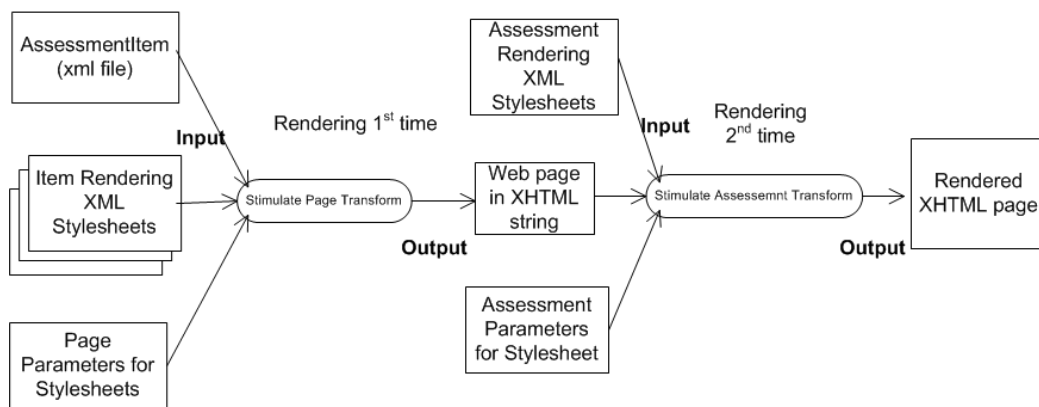 AssessmentItem
(xml file)
Input
Rendering 1st time
Item Rendering
XML
Stylesheets
Stimulate Page Transform
Output
Page
Parameters for
Stylesheets
Assessment
Rendering
XML
Stylesheets
Input
Rendering
2nd time
Web page
in XHTML
string
Stimulate Assessemnt Transform
Output
Rendered
XHTML page
Assessment
Parameters
for Stylesheet